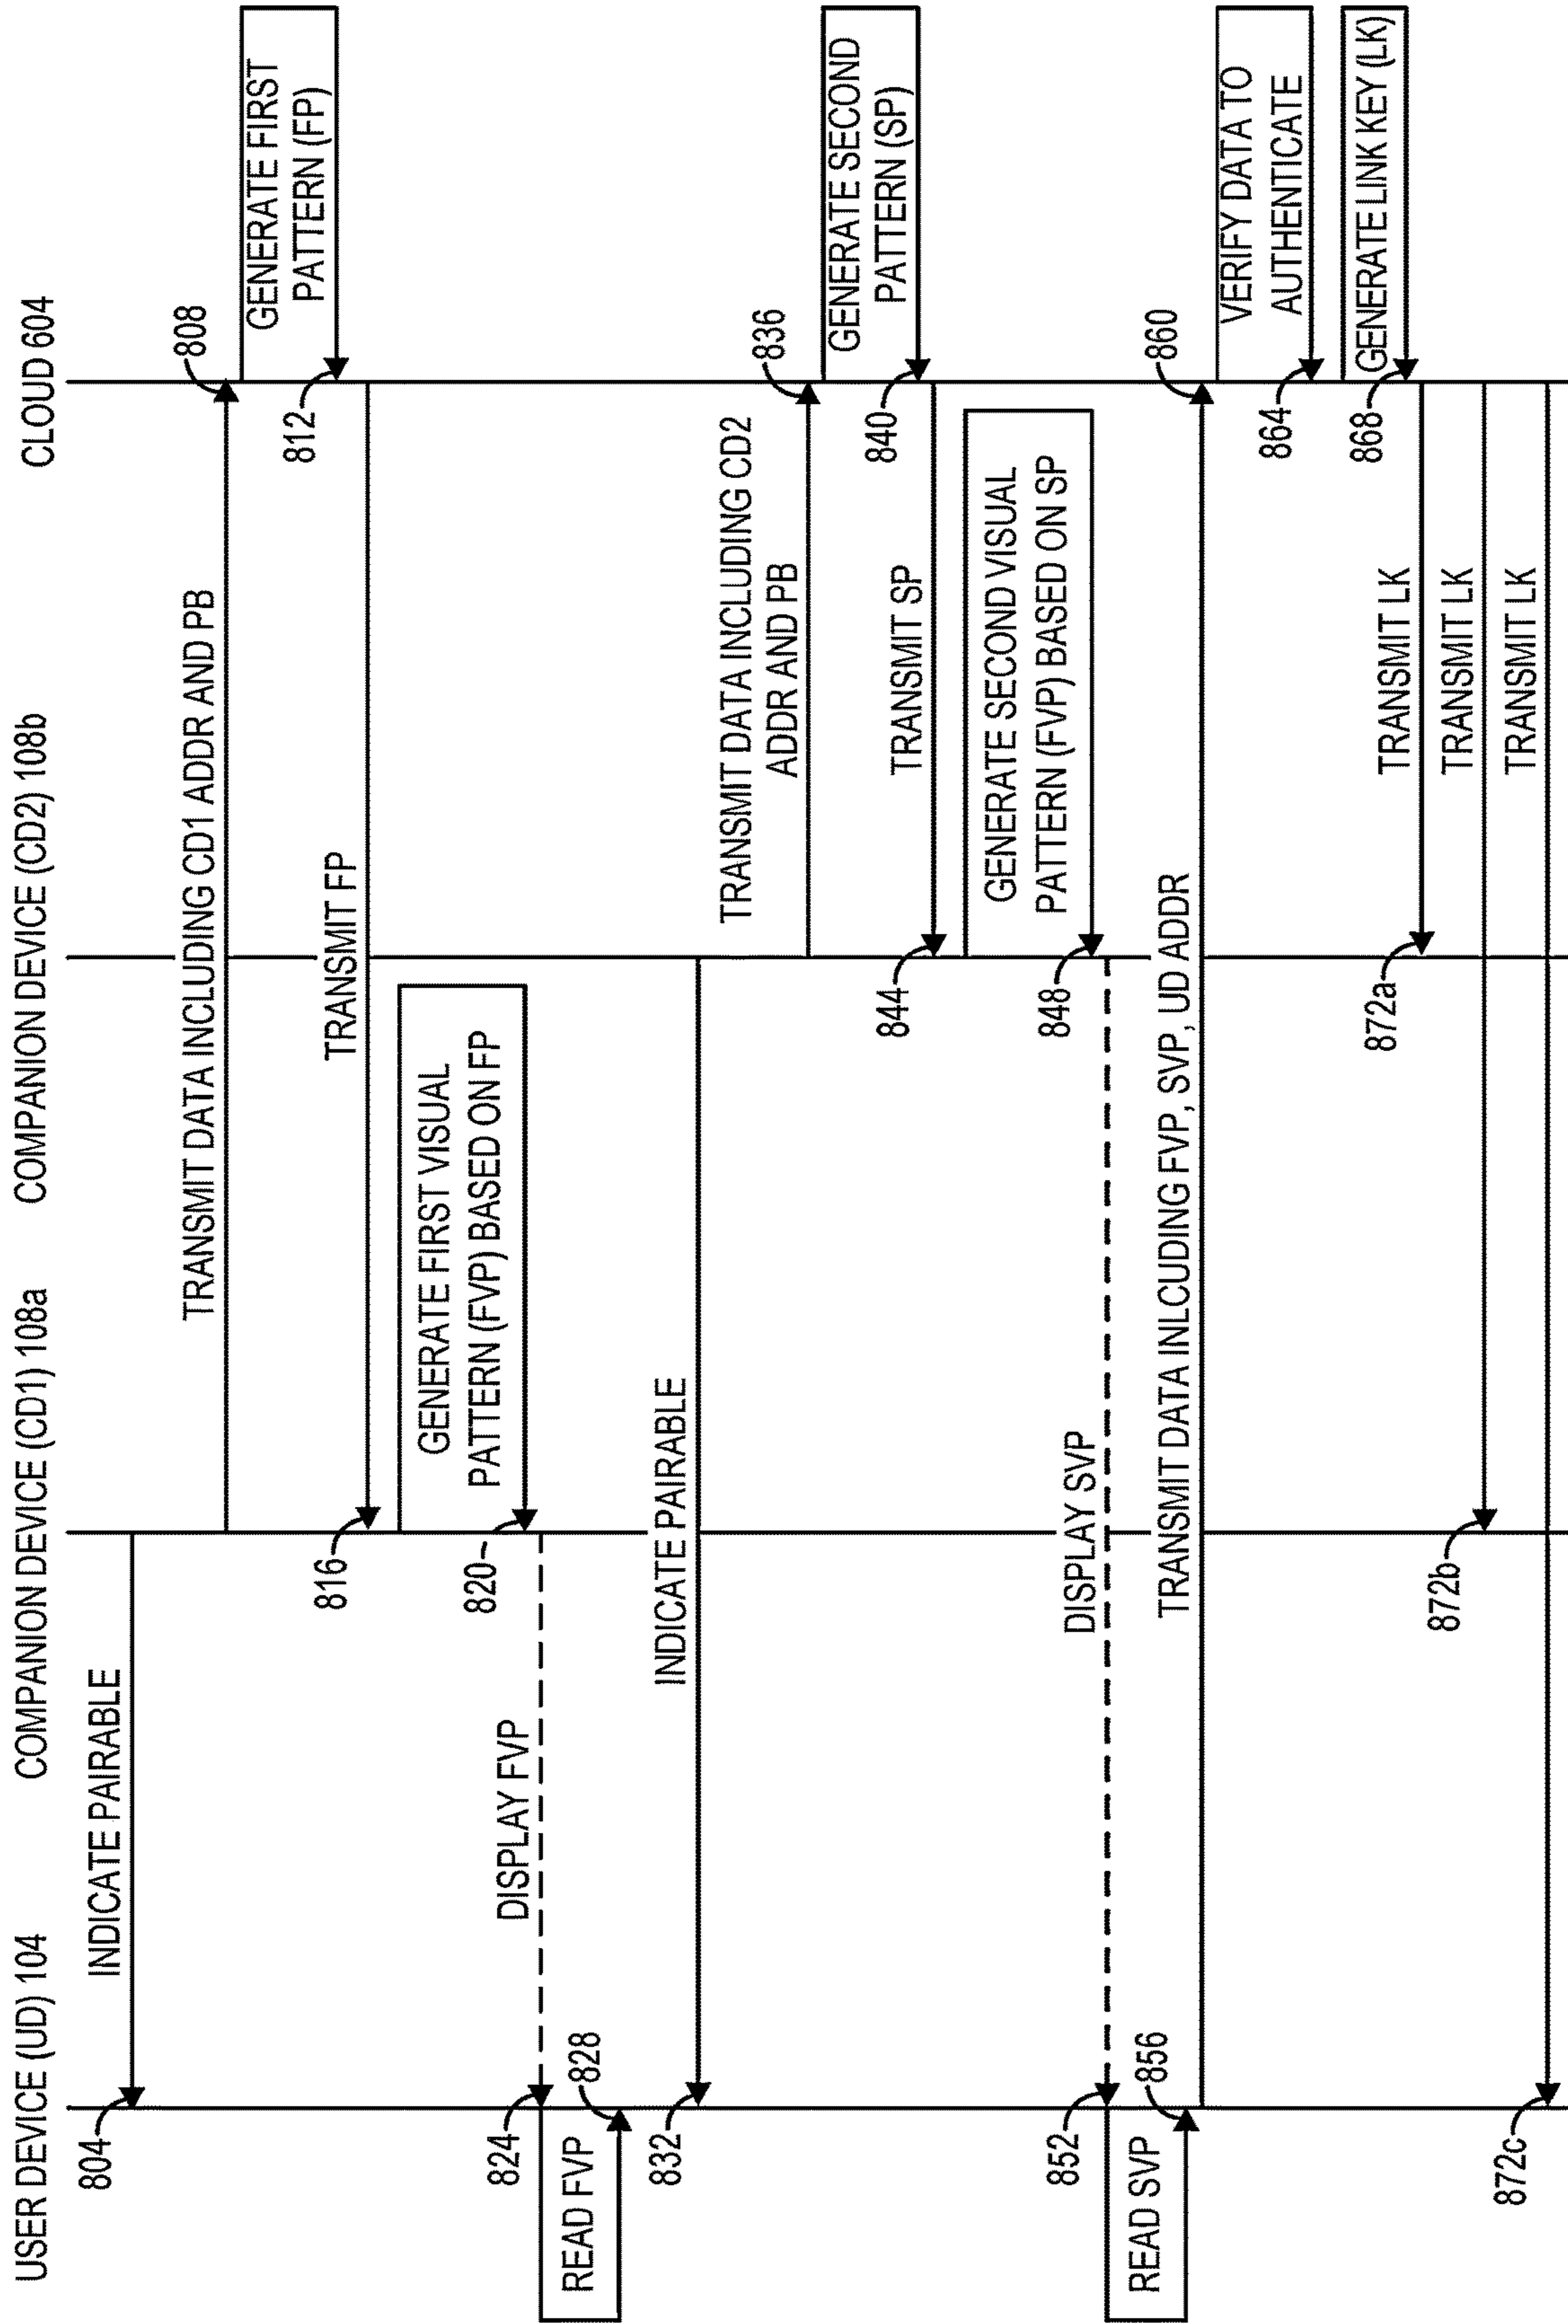 USER DEVICE (UD) 104
COMPANION DEVICE (CD1) 108a
COMPANION DEVICE (CD2) 108b
CLOUD 604
INDICATE PAIRABLE
804
TRANSMIT DATA INCLUDING CD1 ADDR AND PB
808
GENERATE FIRST
PATTERN (FP)
812
TRANSMIT FP
816
GENERATE FIRST VISUAL
PATTERN (FVP) BASED ON FP
820
DISPLAY FVP
824
READ FVP
828
INDICATE PAIRABLE
832
TRANSMIT DATA INCLUDING CD2
ADDR AND PB
836
GENERATE SECOND
PATTERN (SP)
840
TRANSMIT SP
844
GENERATE SECOND VISUAL
PATTERN (FVP) BASED ON SP
848
DISPLAY SVP
852
READ SVP
856
TRANSMIT DATA INLCUDING FVP, SVP, UD ADDR
860
VERIFY DATA TO
AUTHENTICATE
864
GENERATE LINK KEY (LK)
868
TRANSMIT LK
872a
TRANSMIT LK
872b
TRANSMIT LK
872c